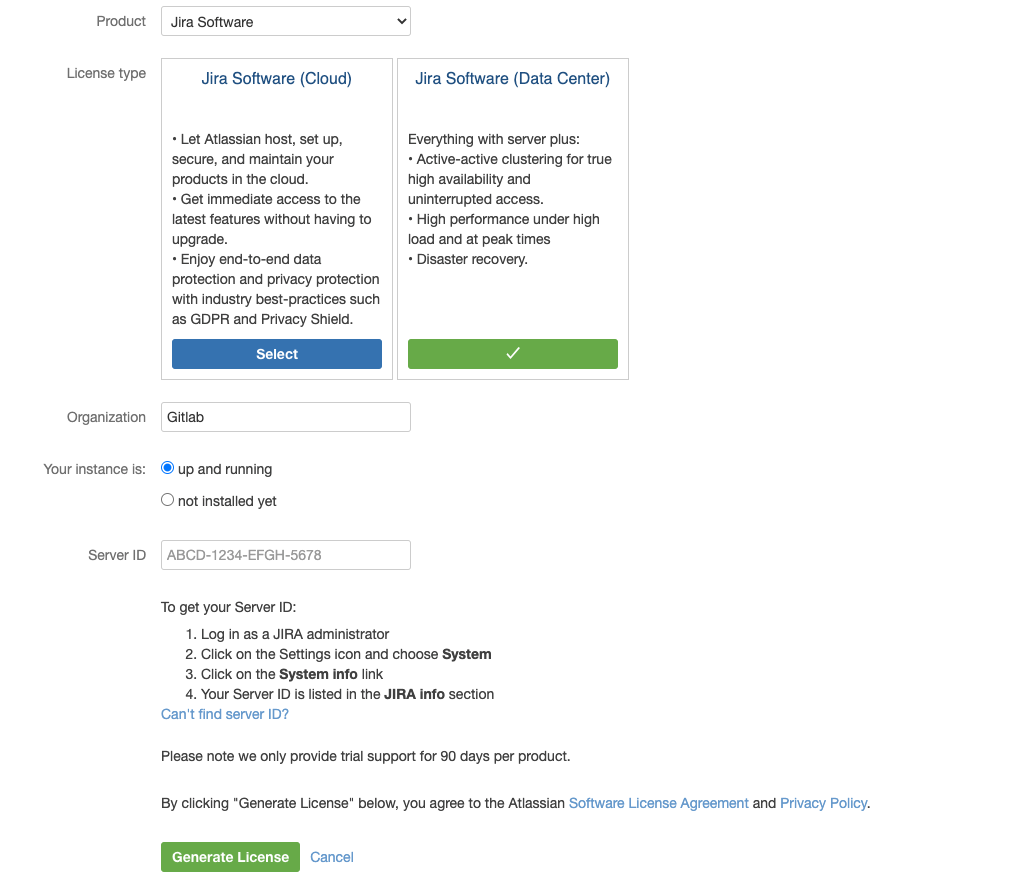 Product
Jira Software
License type
Jira Software (Cloud)
• Let Atlassian host, set up,
secure, and maintain your
products in the cloud.
• Get immediate access to the
latest features without having to
upgrade.
• Enjoy end-to-end data
protection and privacy protection
with industry best-practices such
as GDPR and Privacy Shield.
Select
Jira Software (Data Center)
Everything with server plus:
• Active-active clustering for true
high availability and
uninterrupted access.
• High performance under high
load and at peak times
• Disaster recovery.
Organization
Gitlab
Your instance is:
up and running
not installed yet
Server ID
ABCD-1234-EFGH-5678
To get your Server ID:
1. Log in as a JIRA administrator
2. Click on the Settings icon and choose System
3. Click on the System info link
4. Your Server ID is listed in the JIRA info section
Can't find server ID?
Please note we only provide trial support for 90 days per product.
By clicking "Generate License" below, you agree to the Atlassian Software License Agreement and Privacy Policy.
Generate License
Cancel